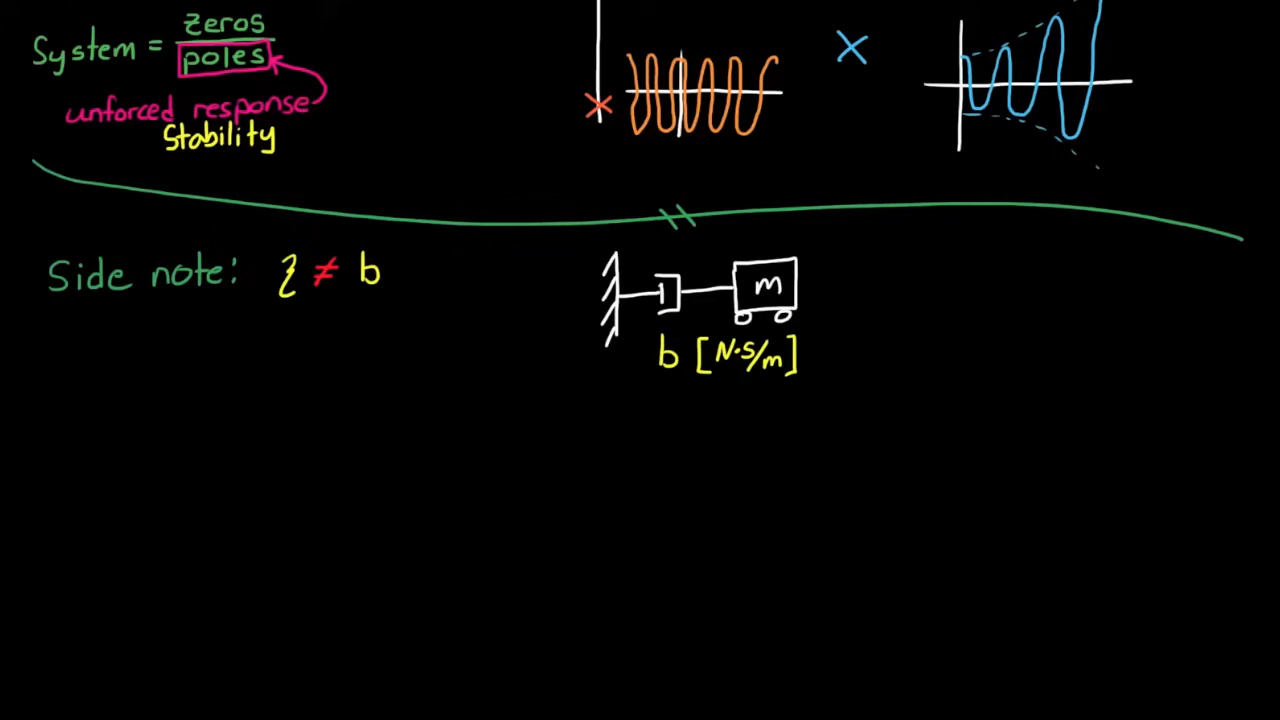 System = zeros
poles
unforced response
Stability
Side note: ζ ≠ b
m
b [N·s/m]